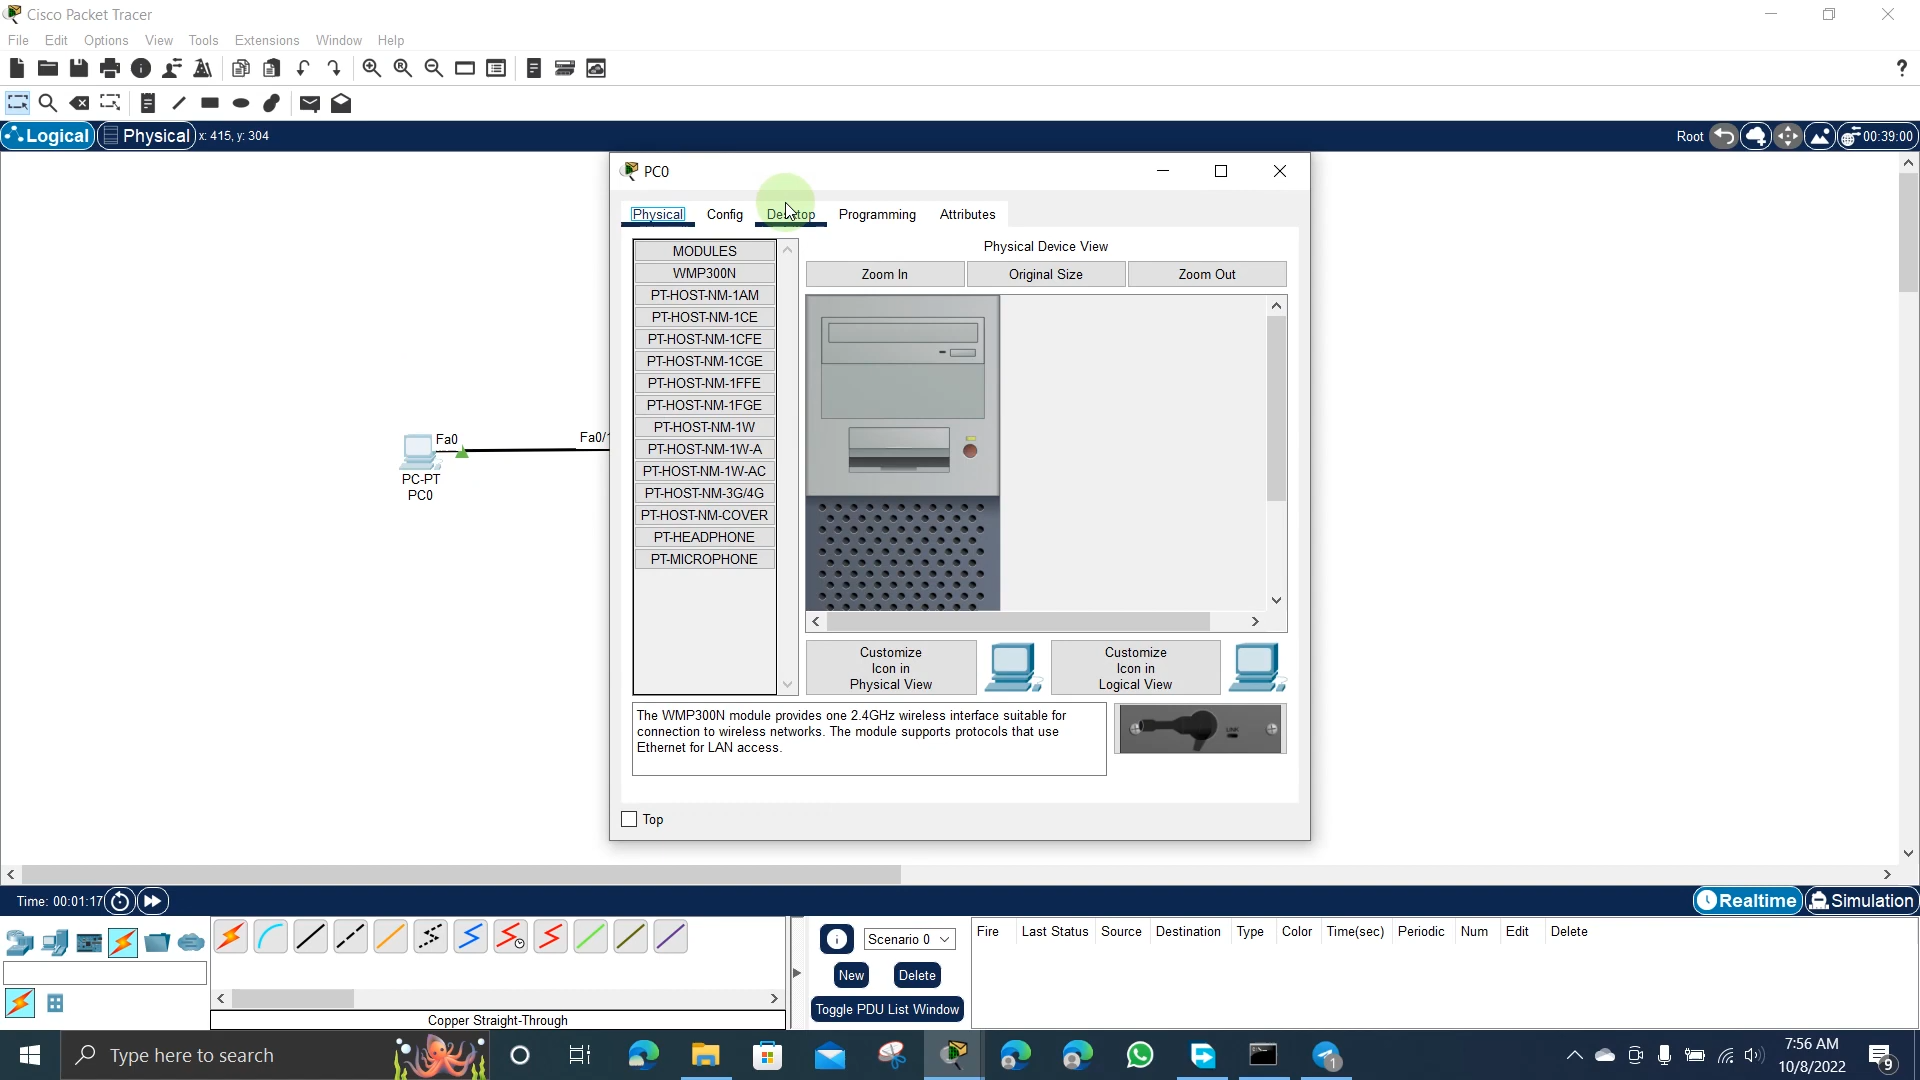 Cisco Packet Tracer
File Edit Options View Tools Extensions Window Help
?
Logical Physical x: 415, y: 304 Root 00:39:00
PC0
Physical Config Desktop Programming Attributes
MODULES
WMP300N
PT-HOST-NM-1AM
PT-HOST-NM-1CE
PT-HOST-NM-1CFE
PT-HOST-NM-1CGE
PT-HOST-NM-1FFE
PT-HOST-NM-1FGE
PT-HOST-NM-1W
PT-HOST-NM-1W-A
PT-HOST-NM-1W-AC
PT-HOST-NM-3G/4G
PT-HOST-NM-COVER
PT-HEADPHONE
PT-MICROPHONE
Physical Device View
Zoom In Original Size Zoom Out
Fa0 Fa0/1
PC-PT
PC0
Customize
Icon in
Physical View
Customize
Icon in
Logical View
The WMP300N module provides one 2.4GHz wireless interface suitable for
connection to wireless networks. The module supports protocols that use
Ethernet for LAN access.
LINK
Top
Time: 00:01:17 Realtime Simulation
Scenario 0
New Delete
Toggle PDU List Window
Fire Last Status Source Destination Type Color Time(sec) Periodic Num Edit Delete
Copper Straight-Through
Type here to search
1
7:56 AM
10/8/2022
9